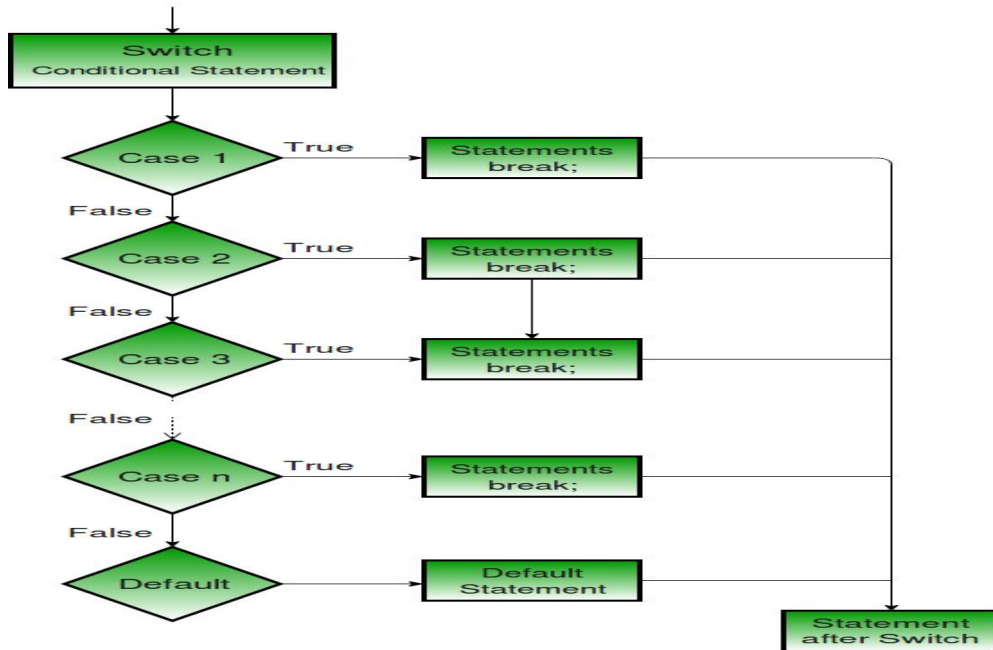 Switch
Conditional Statement
Case 1
True
Statements
break;
False
Case 2
True
Statements
break;
False
Case 3
True
Statements
break;
False
Case n
True
Statements
break;
False
Default
Default
Statement
Statement
after Switch